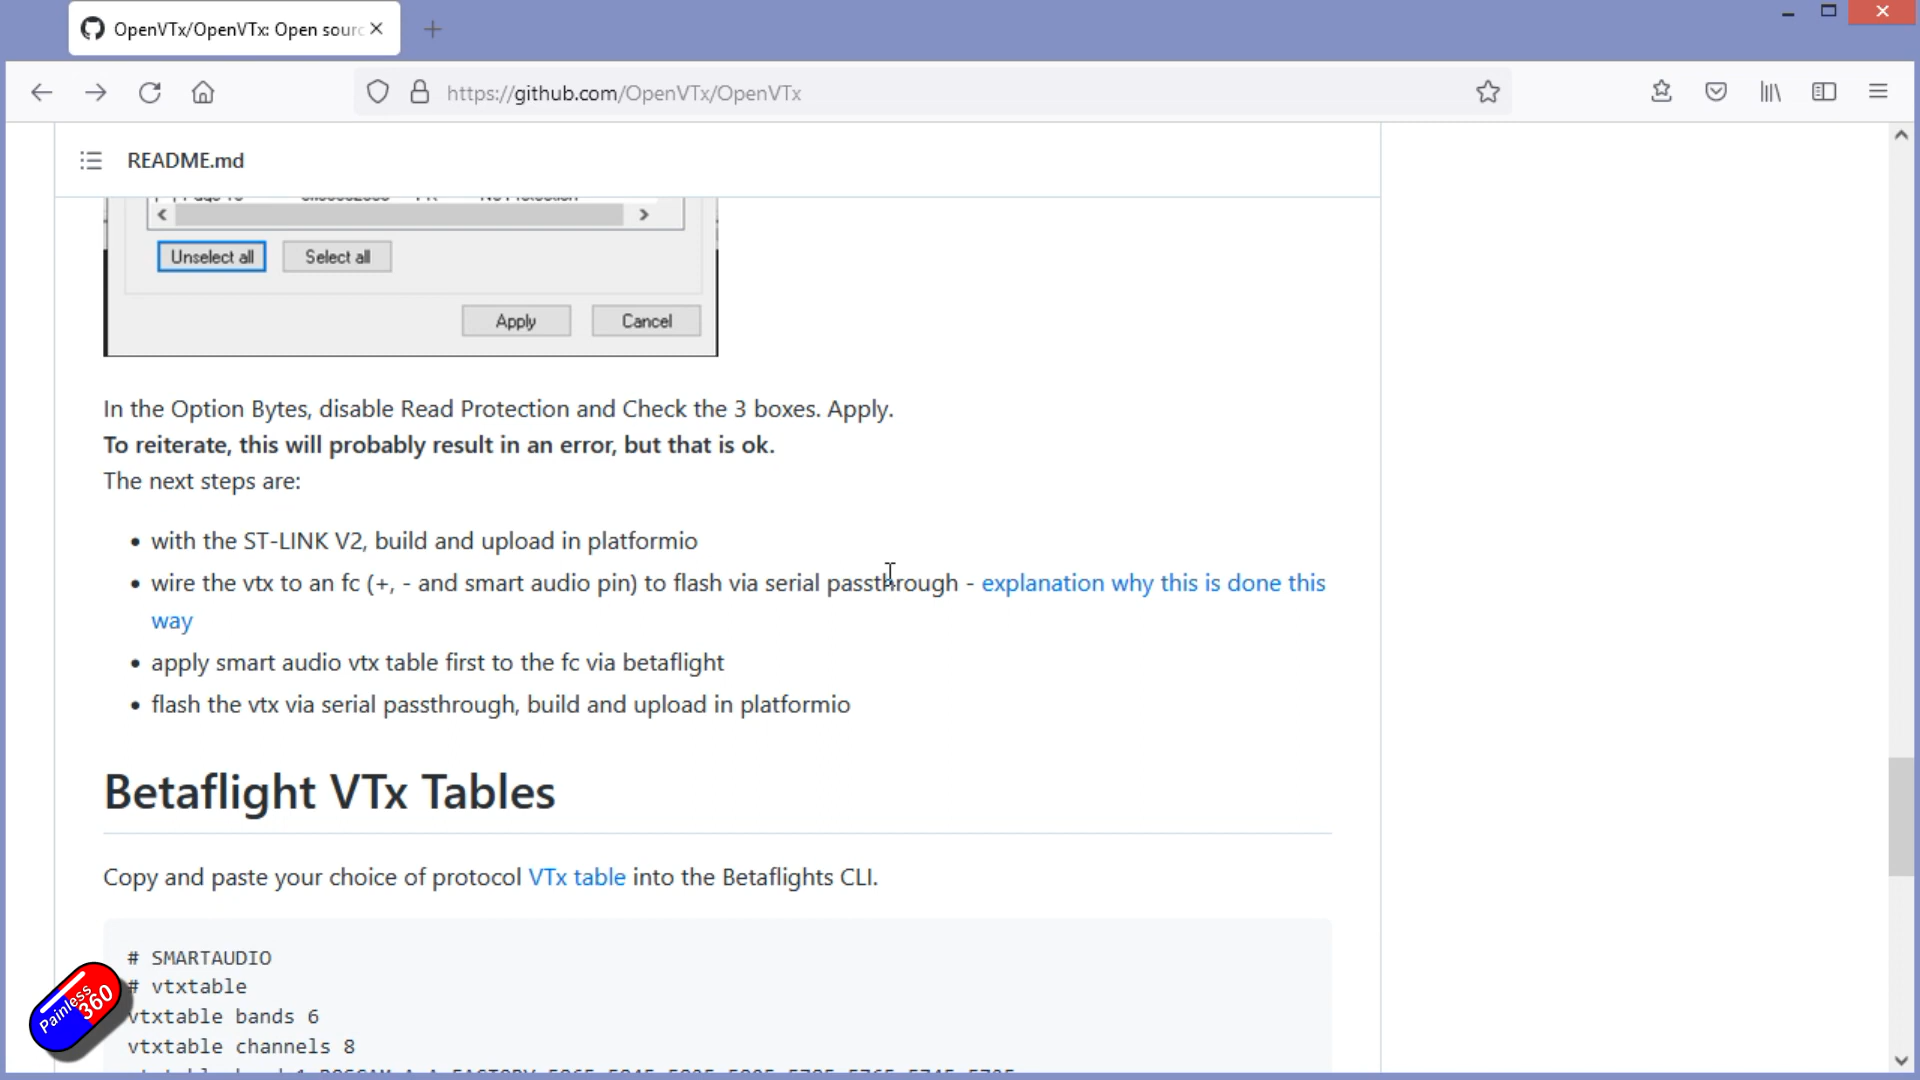 OpenVTx/OpenVTx: Open sourc
https://github.com/OpenVTx/OpenVTx
README.md
Unselect all
Select all
Apply
Cancel
In the Option Bytes, disable Read Protection and Check the 3 boxes. Apply.
To reiterate, this will probably result in an error, but that is ok.
The next steps are:
• with the ST-LINK V2, build and upload in platformio
• wire the vtx to an fc (+, - and smart audio pin) to flash via serial passthrough - explanation why this is done this
way
• apply smart audio vtx table first to the fc via betaflight
• flash the vtx via serial passthrough, build and upload in platformio
Betaflight VTx Tables
Copy and paste your choice of protocol VTx table into the Betaflights CLI.
# SMARTAUDIO
# vtxtable
vtxtable bands 6
vtxtable channels 8
Painless
360